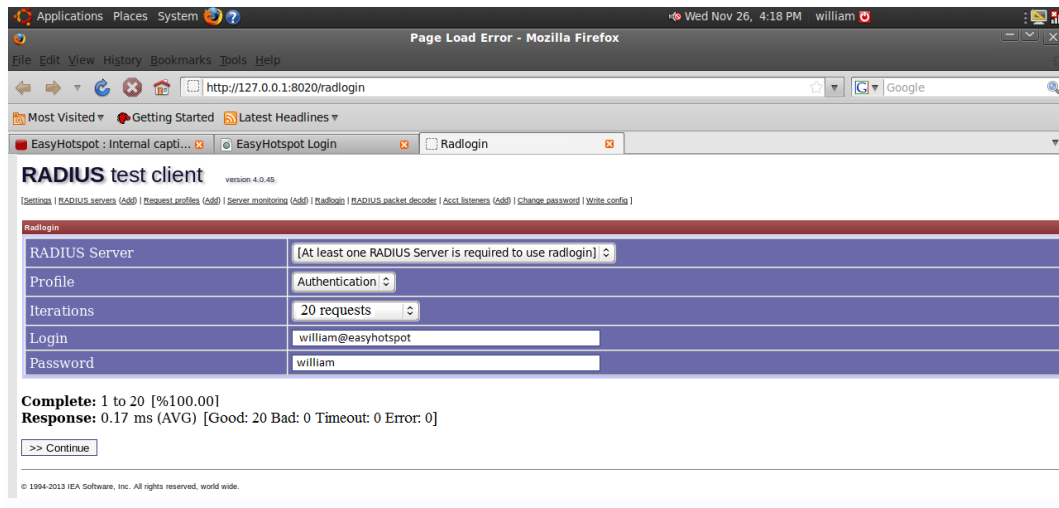 Applications Places System Wed Nov 26, 4:18 PM william
Page Load Error - Mozilla Firefox
File Edit View History Bookmarks Tools Help
http://127.0.0.1:8020/radlogin G Google
Most Visited Getting Started Latest Headlines
EasyHotspot : Internal capti... EasyHotspot Login Radlogin
RADIUS test client version 4.0.45
[Settings | RADIUS servers (Add) | Request profiles (Add) | Server monitoring (Add) | Radlogin | RADIUS packet decoder | Acct listeners (Add) | Change password | Write config ]
Radlogin
RADIUS Server [At least one RADIUS Server is required to use radlogin]
Profile Authentication
Iterations 20 requests
Login william@easyhotspot
Password william
Complete: 1 to 20 [%100.00]
Response: 0.17 ms (AVG) [Good: 20 Bad: 0 Timeout: 0 Error: 0]
>> Continue
© 1994-2013 IEA Software, Inc. All rights reserved, world wide.